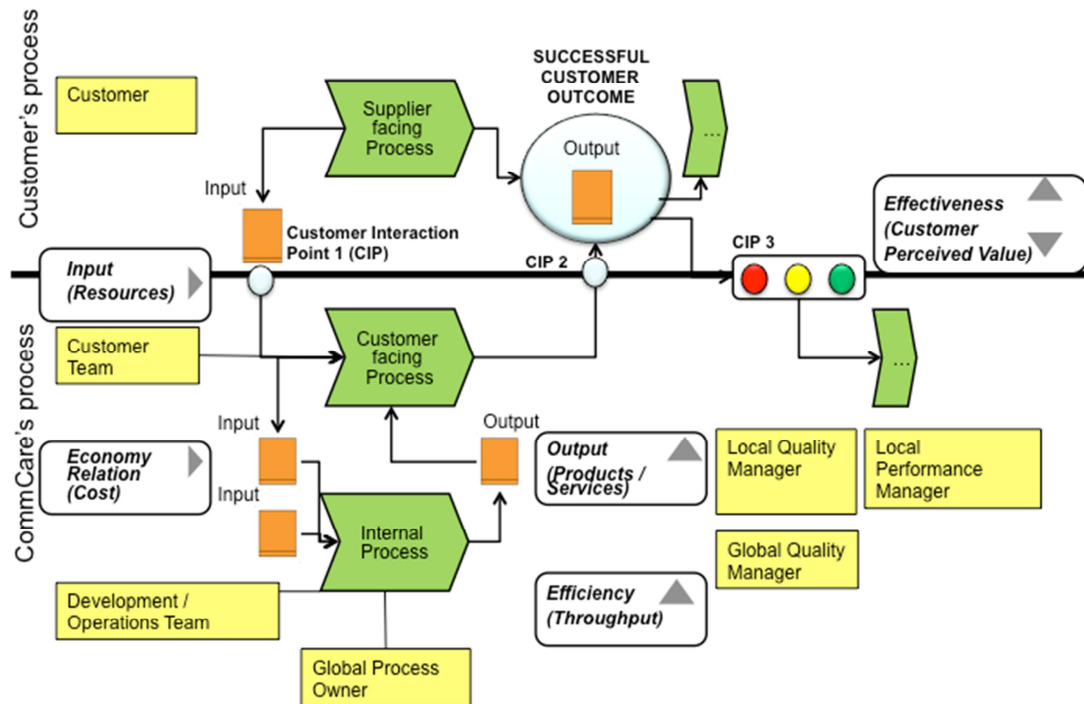 Customer's process
Customer
Supplier
facing
Process
SUCCESSFUL
CUSTOMER
OUTCOME
Output
...
Input
Customer Interaction
Point 1 (CIP)
CIP 2
CIP 3
Effectiveness
(Customer
Perceived Value)
Input
(Resources)
CommCare's process
Customer
Team
Customer
facing
Process
...
Input
Output
Economy
Relation
(Cost)
Input
Internal
Process
Output
(Products /
Services)
Local Quality
Manager
Local
Performance
Manager
Global Quality
Manager
Efficiency
(Throughput)
Development /
Operations Team
Global Process
Owner